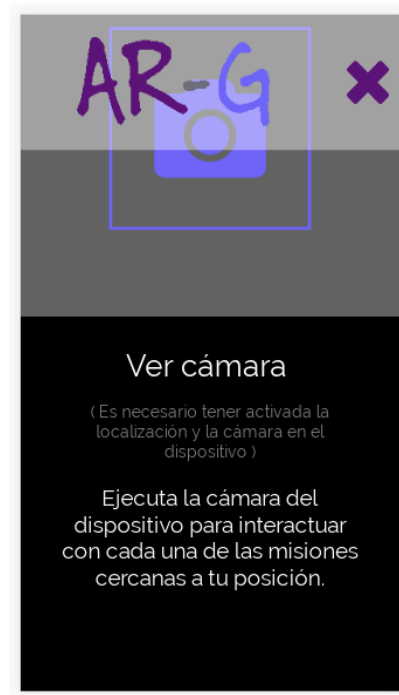 AR-G
Ver cámara
( Es necesario tener activada la
localización y la cámara en el
dispositivo )
Ejecuta la cámara del
dispositivo para interactuar
con cada una de las misiones
cercanas a tu posición.